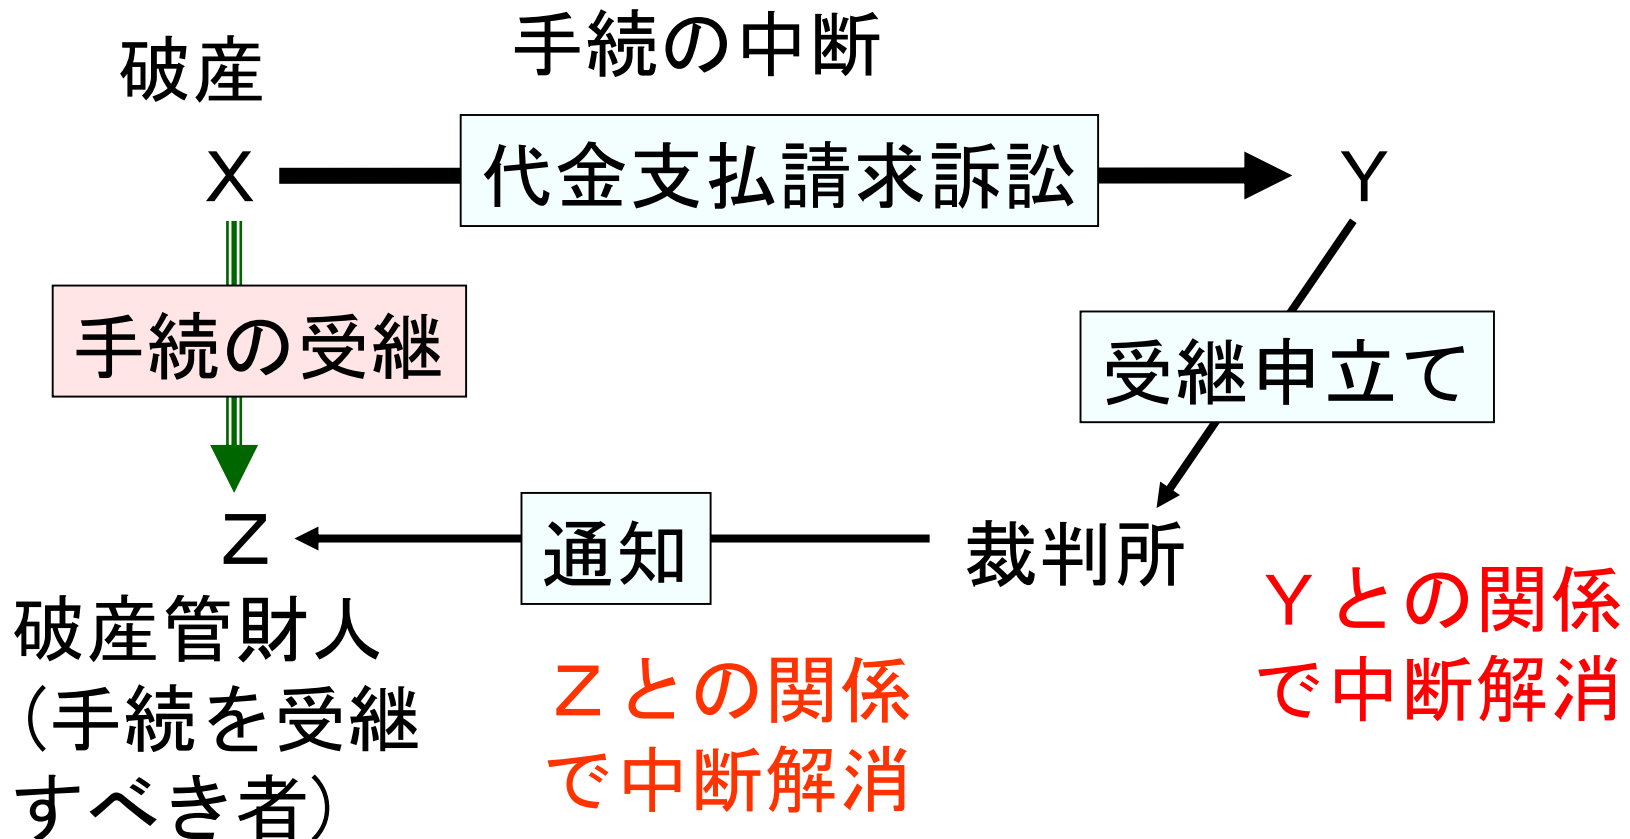 手続の中断
破産
X
代金支払請求訴訟
Y
手続の受継
受継申立て
Z
通知
裁判所
破産管財人
（手続を受継
すべき者）
Zとの関係
で中断解消
Yとの関係
で中断解消